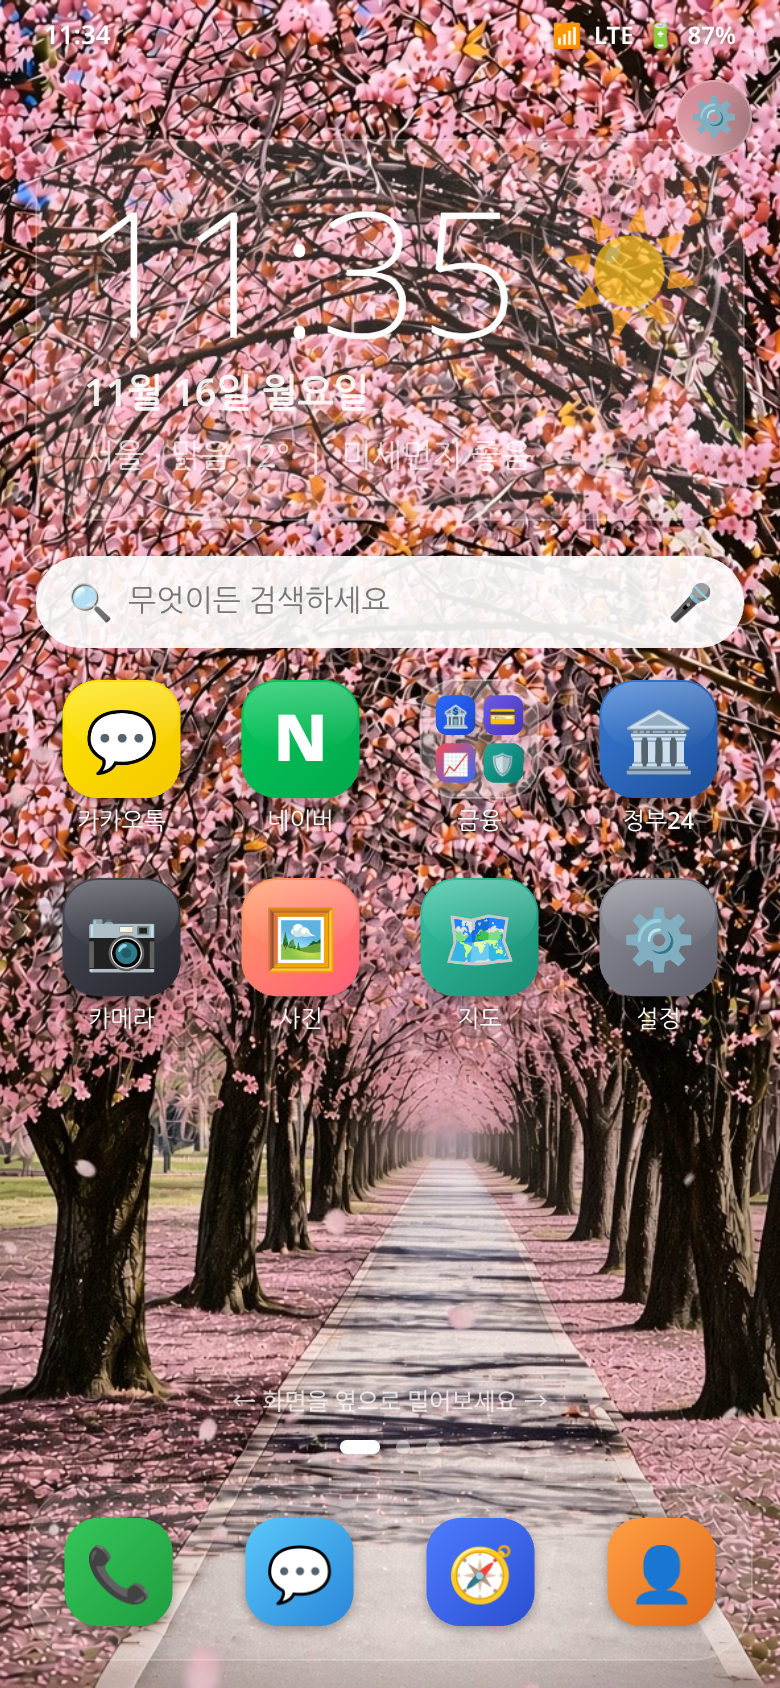 11:34 LTE 87%
11:35
11월 16일 월요일
서울 · 맑음 12° | 미세먼지 좋음
무엇이든 검색하세요
N
카카오톡 네이버 금융 정부24
카메라 사진 지도 설정
← 화면을 옆으로 밀어보세요 →